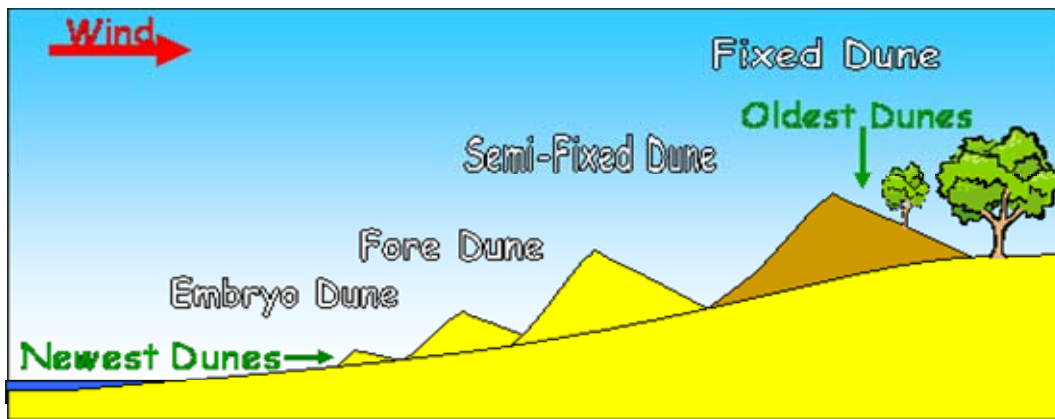 Wind
Fixed Dune
Oldest Dunes
Semi-Fixed Dune
Fore Dune
Embryo Dune
Newest Dunes